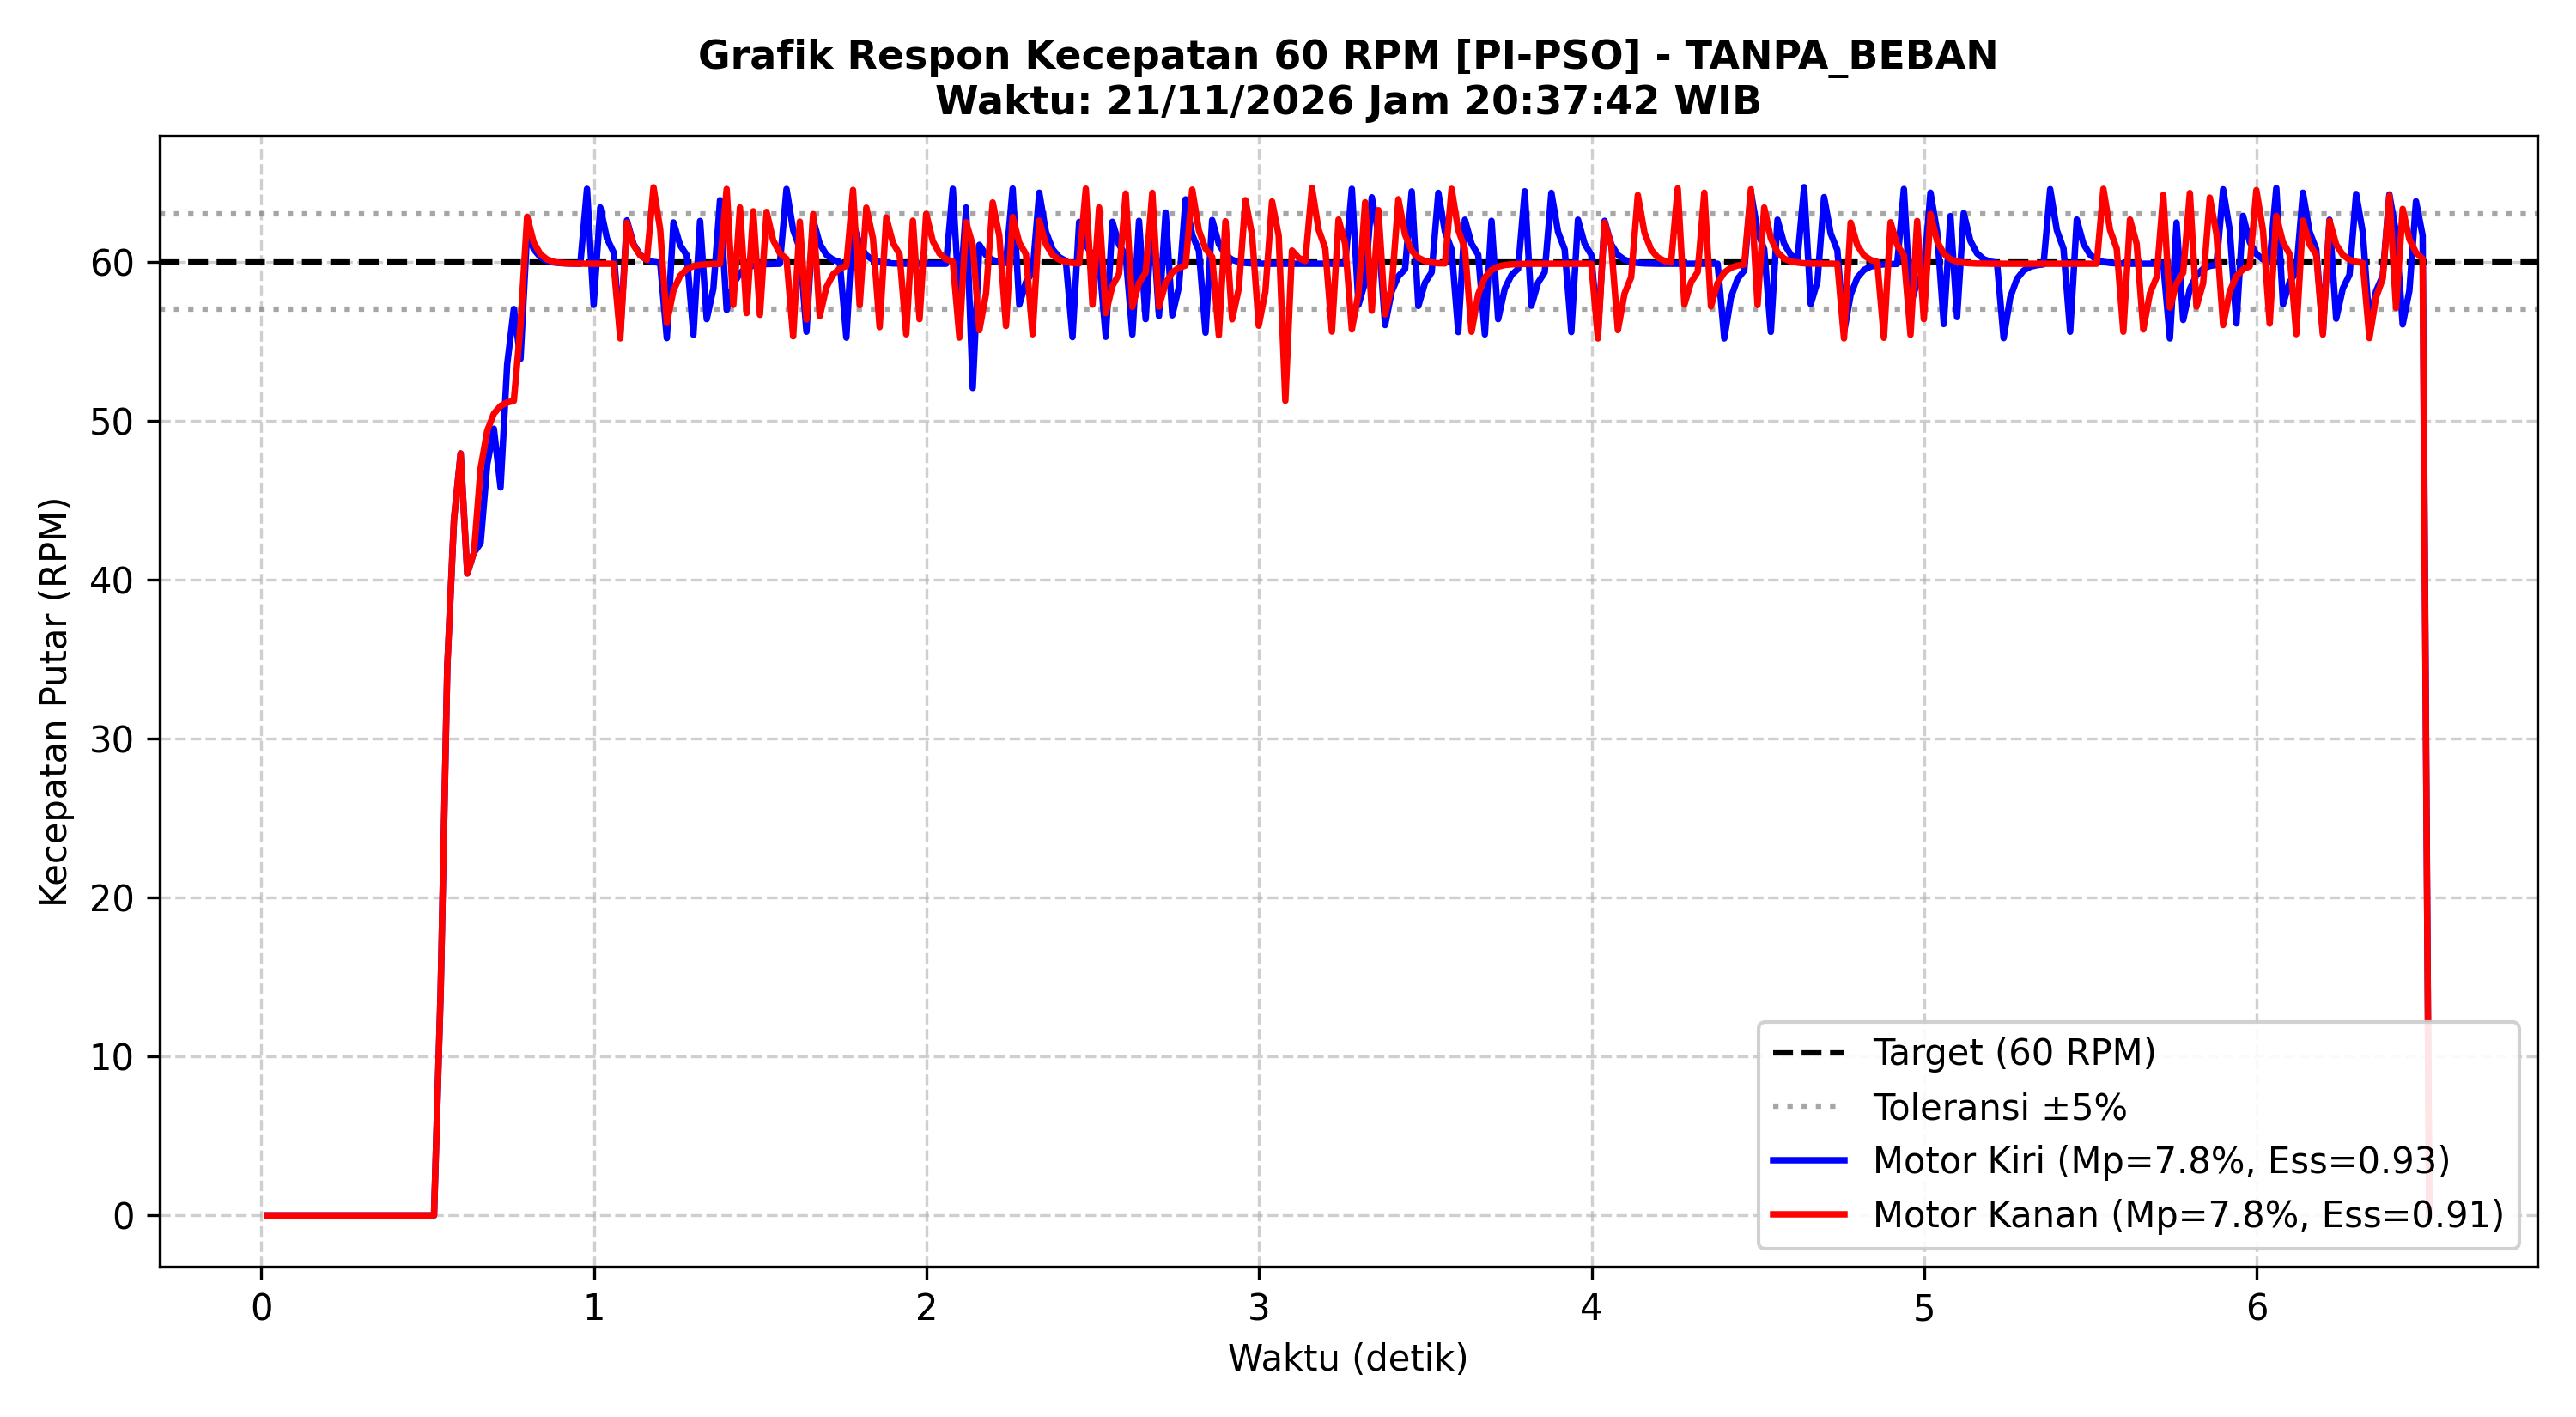 Grafik Respon Kecepatan 60 RPM [PI-PSO] - TANPA_BEBAN
Waktu: 21/11/2026 Jam 20:37:42 WIB
Kecepatan Putar (RPM)
60
50
40
30
20
10
0
0 1 2 3 4 5 6
Waktu (detik)
Target (60 RPM)
Toleransi ±5%
Motor Kiri (Mp=7.8%, Ess=0.93)
Motor Kanan (Mp=7.8%, Ess=0.91)